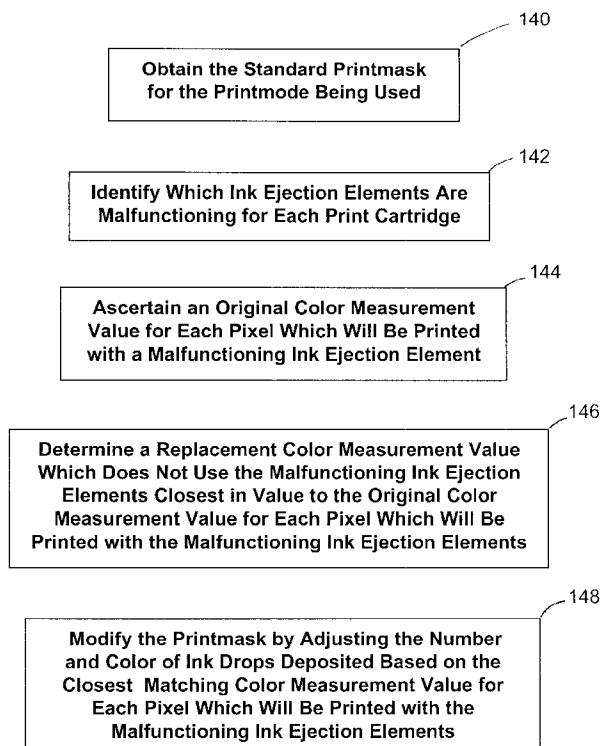 140
Obtain the Standard Printmask
for the Printmode Being Used
142
Identify Which Ink Ejection Elements Are
Malfunctioning for Each Print Cartridge
144
Ascertain an Original Color Measurement
Value for Each Pixel Which Will Be Printed
with a Malfunctioning Ink Ejection Element
146
Determine a Replacement Color Measurement Value
Which Does Not Use the Malfunctioning Ink Ejection
Elements Closest in Value to the Original Color
Measurement Value for Each Pixel Which Will Be
Printed with the Malfunctioning Ink Ejection Elements
148
Modify the Printmask by Adjusting the Number
and Color of Ink Drops Deposited Based on the
Closest Matching Color Measurement Value for
Each Pixel Which Will Be Printed with the
Malfunctioning Ink Ejection Elements